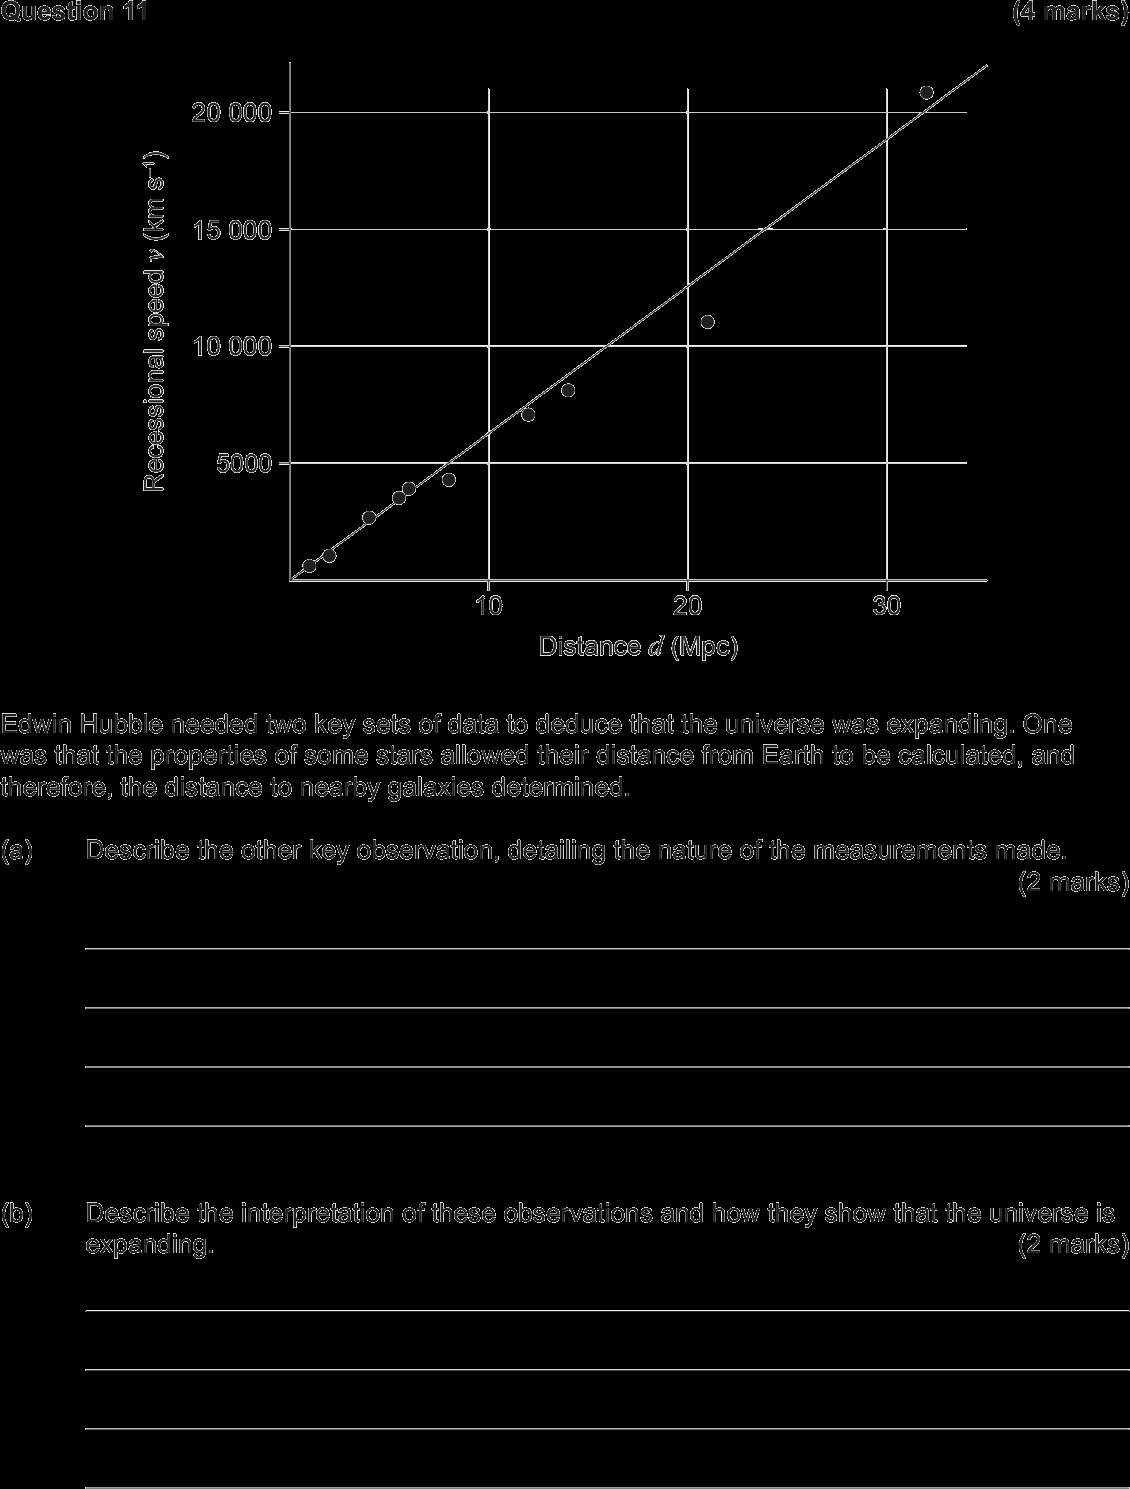 Question 11 (4 marks)
20 000
15 000
10 000
5000
Recessional speed v (km s⁻¹)
10 20 30
Distance d (Mpc)
Edwin Hubble needed two key sets of data to deduce that the universe was expanding. One
was that the properties of some stars allowed their distance from Earth to be calculated, and
therefore, the distance to nearby galaxies determined.
(a) Describe the other key observation, detailing the nature of the measurements made.
(2 marks)
(b) Describe the interpretation of these observations and how they show that the universe is
expanding. (2 marks)